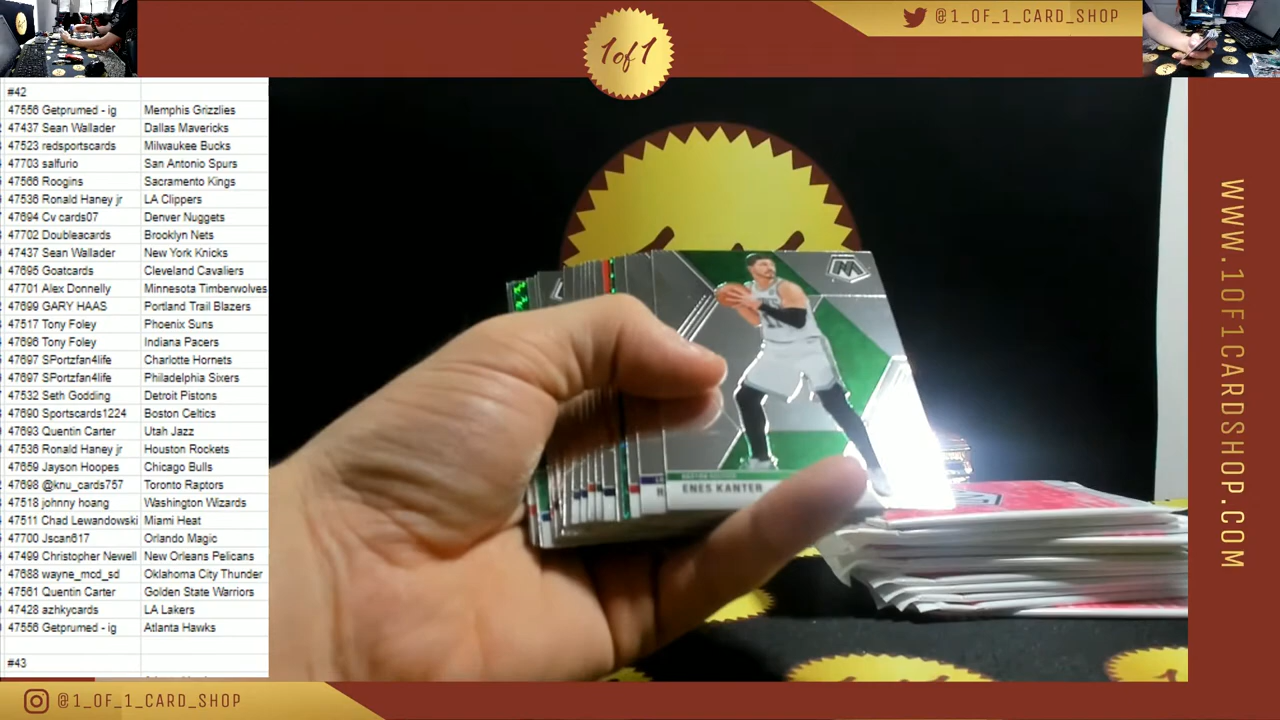 @1_OF_1_CARD_SHOP
1of1
#42
47556 Getprumed - ig Memphis Grizzlies
47437 Sean Wallader Dallas Mavericks
47523 redsportscards Milwaukee Bucks
47703 salfurio San Antonio Spurs
47566 Roogins Sacramento Kings
47536 Ronald Haney jr LA Clippers
47694 Cv cards07 Denver Nuggets
47702 Doubleacards Brooklyn Nets
47437 Sean Wallader New York Knicks
47695 Goatcards Cleveland Cavaliers
47701 Alex Donnelly Minnesota Timberwolves
47699 GARY HAAS Portland Trail Blazers
47517 Tony Foley Phoenix Suns
47696 Tony Foley Indiana Pacers
47697 SPortzfan4life Charlotte Hornets
47697 SPortzfan4life Philadelphia Sixers
47532 Seth Godding Detroit Pistons
47690 Sportscards1224 Boston Celtics
47693 Quentin Carter Utah Jazz
47536 Ronald Haney jr Houston Rockets
47659 Jayson Hoopes Chicago Bulls
47698 @knu_cards757 Toronto Raptors
47518 johnny hoang Washington Wizards
47511 Chad Lewandowski Miami Heat
47700 Jscan617 Orlando Magic
47499 Christopher Newell New Orleans Pelicans
47688 wayne_mcd_sd Oklahoma City Thunder
47561 Quentin Carter Golden State Warriors
47428 azhkycards LA Lakers
47556 Getprumed - ig Atlanta Hawks
#43
ENES KANTER
WWW.1OF1CARDSHOP.COM
@1_OF_1_CARD_SHOP